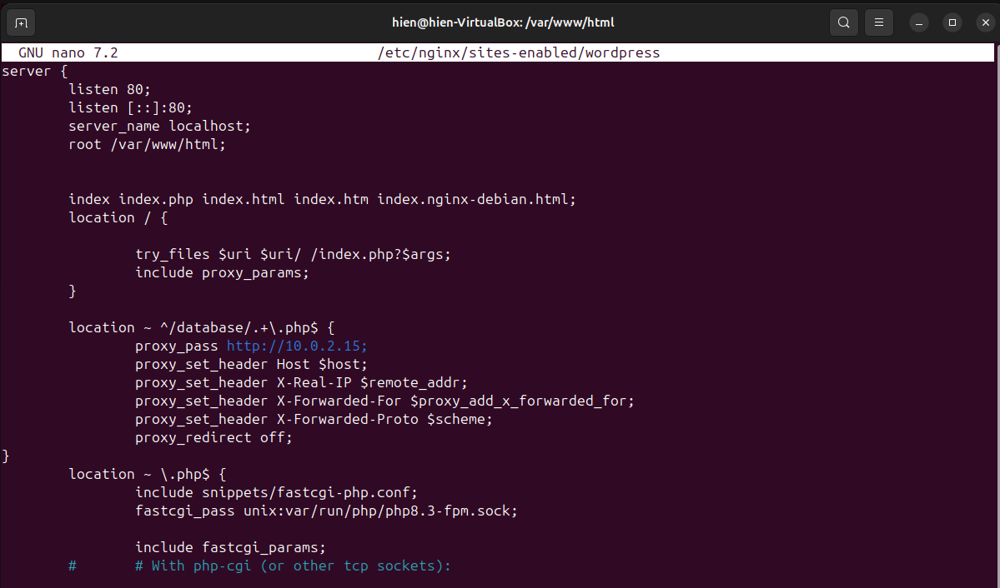 hien@hien-VirtualBox: /var/www/html
GNU nano 7.2 /etc/nginx/sites-enabled/wordpress
server {
listen 80;
listen [::]:80;
server_name localhost;
root /var/www/html;
index index.php index.html index.htm index.nginx-debian.html;
location / {
try_files $uri $uri/ /index.php?$args;
include proxy_params;
}
location ~ ^/database/.+\.php$ {
proxy_pass http://10.0.2.15;
proxy_set_header Host $host;
proxy_set_header X-Real-IP $remote_addr;
proxy_set_header X-Forwarded-For $proxy_add_x_forwarded_for;
proxy_set_header X-Forwarded-Proto $scheme;
proxy_redirect off;
}
location ~ \.php$ {
include snippets/fastcgi-php.conf;
fastcgi_pass unix:var/run/php/php8.3-fpm.sock;
include fastcgi_params;
# # With php-cgi (or other tcp sockets):